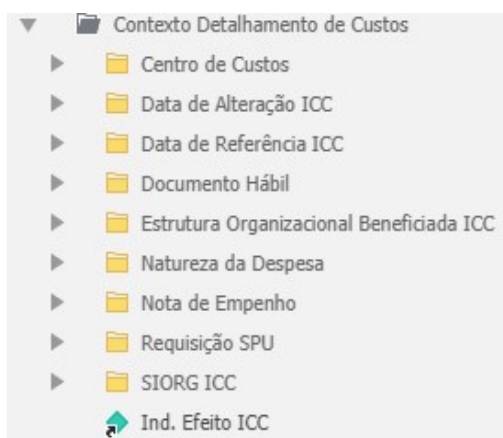 Contexto Detalhamento de Custos
Centro de Custos
Data de Alteração ICC
Data de Referência ICC
Documento Hábil
Estrutura Organizacional Beneficiada ICC
Natureza da Despesa
Nota de Empenho
Requisição SPU
SIORG ICC
Ind. Efeito ICC